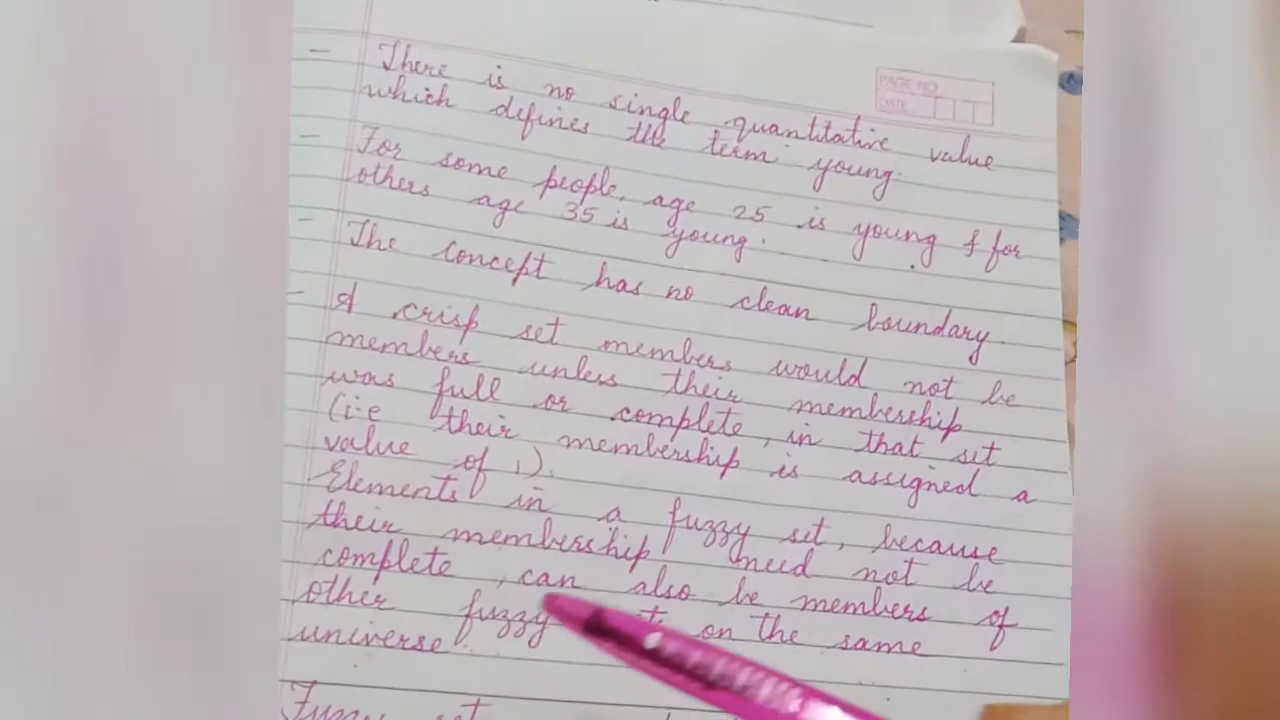 PAGE NO.
DATE
- There is no single quantitative value
which defines the term young.
- For some people, age 25 is young & for
others age 35 is young.
- The concept has no clean boundary
- A crisp set members would not be
members unless their membership
was full or complete, in that set
(i.e their membership is assigned a
value of 1).
Elements in a fuzzy set, because
their membership need not be
complete, can also be members of
other fuzzy on the same
universe.
Fuzzy set